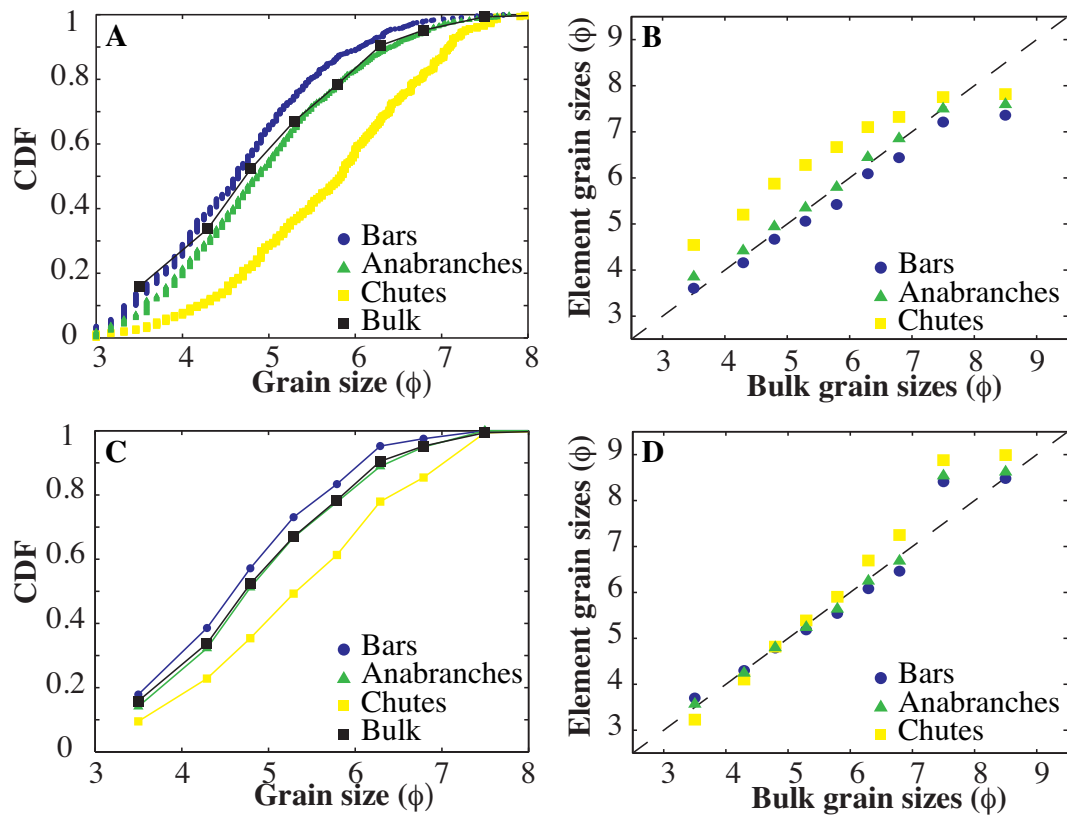 A
CDF
1
0.8
0.6
0.4
0.2
0
3 4 5 6 7 8
Grain size (ϕ)
Bars
Anabranches
Chutes
Bulk
B
Element grain sizes (ϕ)
9
8
7
6
5
4
3
3 4 5 6 7 8 9
Bulk grain sizes (ϕ)
Bars
Anabranches
Chutes
C
CDF
1
0.8
0.6
0.4
0.2
0
3 4 5 6 7 8
Grain size (ϕ)
Bars
Anabranches
Chutes
Bulk
D
Element grain sizes (ϕ)
9
8
7
6
5
4
3
3 4 5 6 7 8 9
Bulk grain sizes (ϕ)
Bars
Anabranches
Chutes